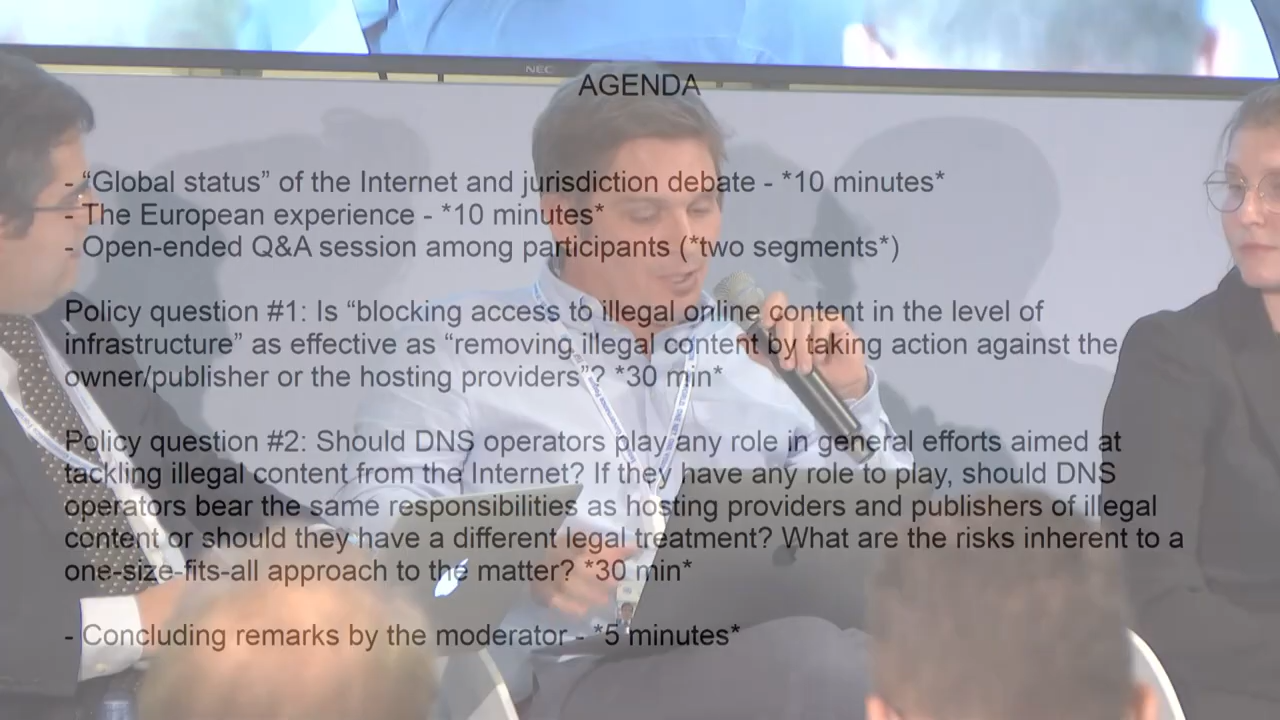 NEC
AGENDA
- “Global status” of the Internet and jurisdiction debate - *10 minutes*
- The European experience - *10 minutes*
- Open-ended Q&A session among participants (*two segments*)
Policy question #1: Is “blocking access to illegal online content in the level of
infrastructure” as effective as “removing illegal content by taking action against the
owner/publisher or the hosting providers”? *30 min*
Policy question #2: Should DNS operators play any role in general efforts aimed at
tackling illegal content from the Internet? If they have any role to play, should DNS
operators bear the same responsibilities as hosting providers and publishers of illegal
content or should they have a different legal treatment? What are the risks inherent to a
one-size-fits-all approach to the matter? *30 min*
- Concluding remarks by the moderator - *5 minutes*